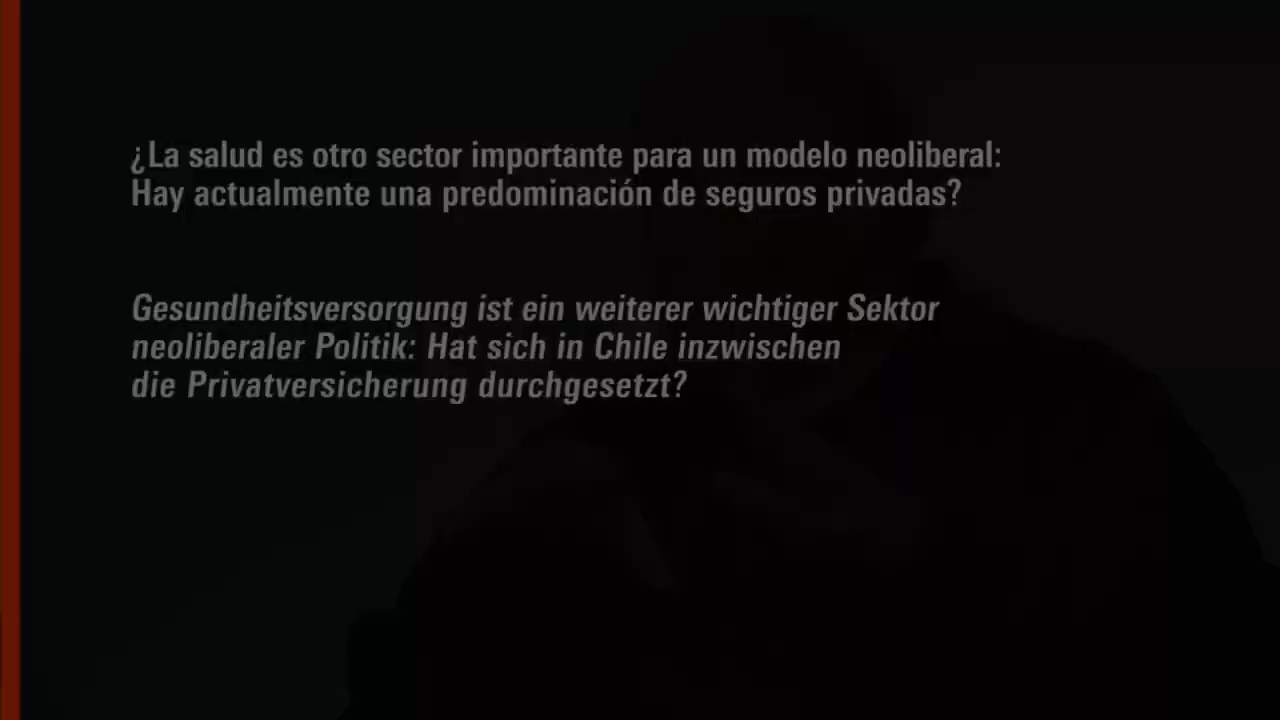 ¿La salud es otro sector importante para un modelo neoliberal:
Hay actualmente una predominación de seguros privadas?
Gesundheitsversorgung ist ein weiterer wichtiger Sektor
neoliberaler Politik: Hat sich in Chile inzwischen
die Privatversicherung durchgesetzt?